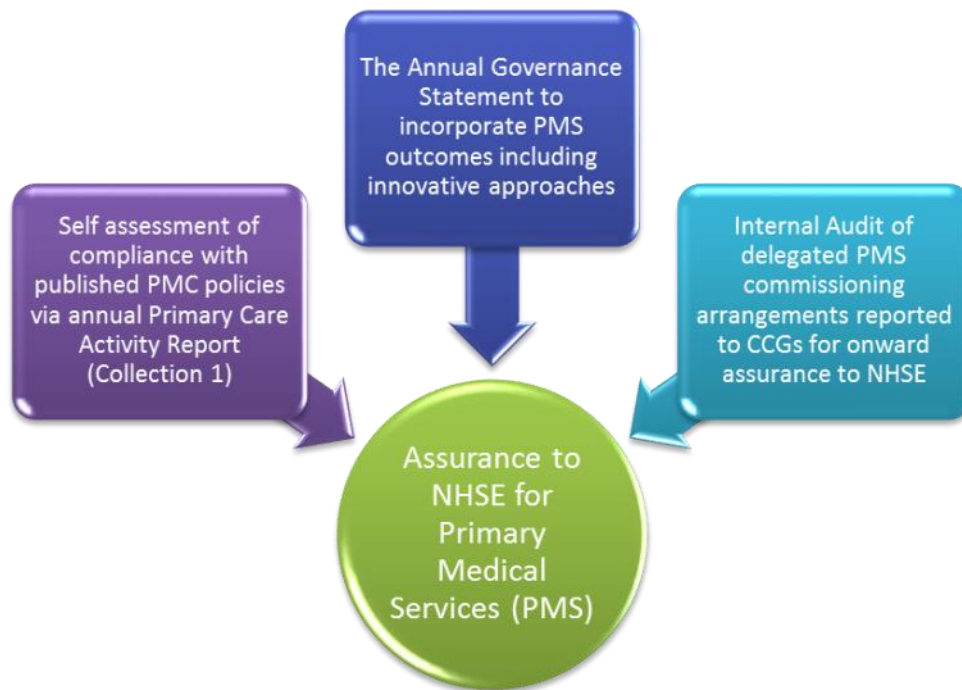 The Annual Governance
Statement to
incorporate PMS
outcomes including
innovative approaches
Self assessment of
compliance with
published PMC policies
via annual Primary Care
Activity Report
(Collection 1)
Internal Audit of
delegated PMS
commissioning
arrangements reported
to CCGs for onward
assurance to NHSE
Assurance to
NHSE for
Primary
Medical
Services (PMS)